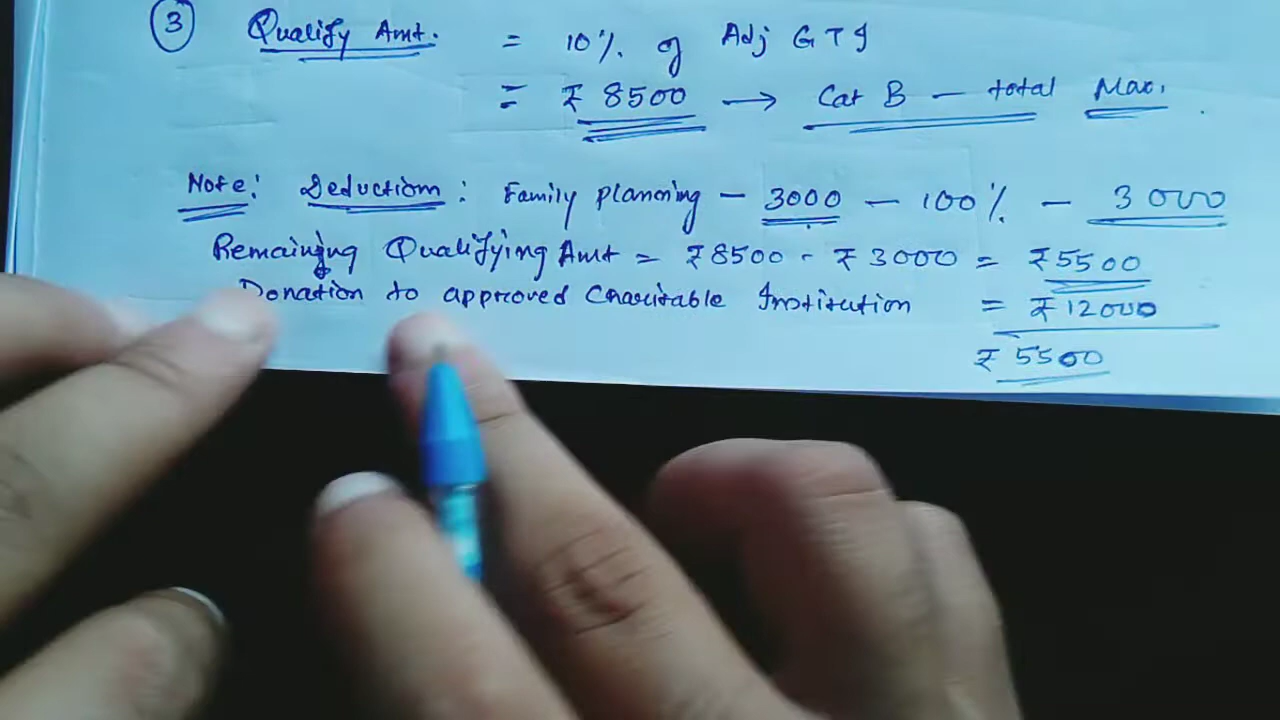 3 Qualify Amt. = 10% of Adj G T I
= ₹ 8500 → Cat B - total Max.
Note: Deduction: Family planning - 3000 - 100% - 3000
Remaining Qualifying Amt = ₹8500 - ₹3000 = ₹5500
Donation to approved Charitable Institution = ₹12000
₹5500